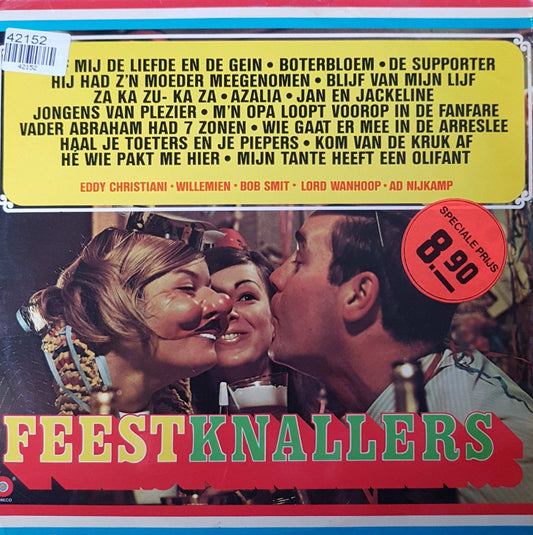 42152
42152
MIJ DE LIEFDE EN DE GEIN • BOTERBLOEM • DE SUPPORTER
HIJ HAD Z'N MOEDER MEEGENOMEN • BLIJF VAN MIJN LIJF
ZA KA ZU- KA ZA • AZALIA • JAN EN JACKELINE
JONGENS VAN PLEZIER • M'N OPA LOOPT VOOROP IN DE FANFARE
VADER ABRAHAM HAD 7 ZONEN • WIE GAAT ER MEE IN DE ARRESLEE
HAAL JE TOETERS EN JE PIEPERS • KOM VAN DE KRUK AF
HÉ WIE PAKT ME HIER • MIJN TANTE HEEFT EEN OLIFANT
EDDY CHRISTIANI • WILLEMIEN • BOB SMIT • LORD WANHOOP • AD NIJKAMP
SPECIALE PRIJS
8.90
FEESTKNALLERS